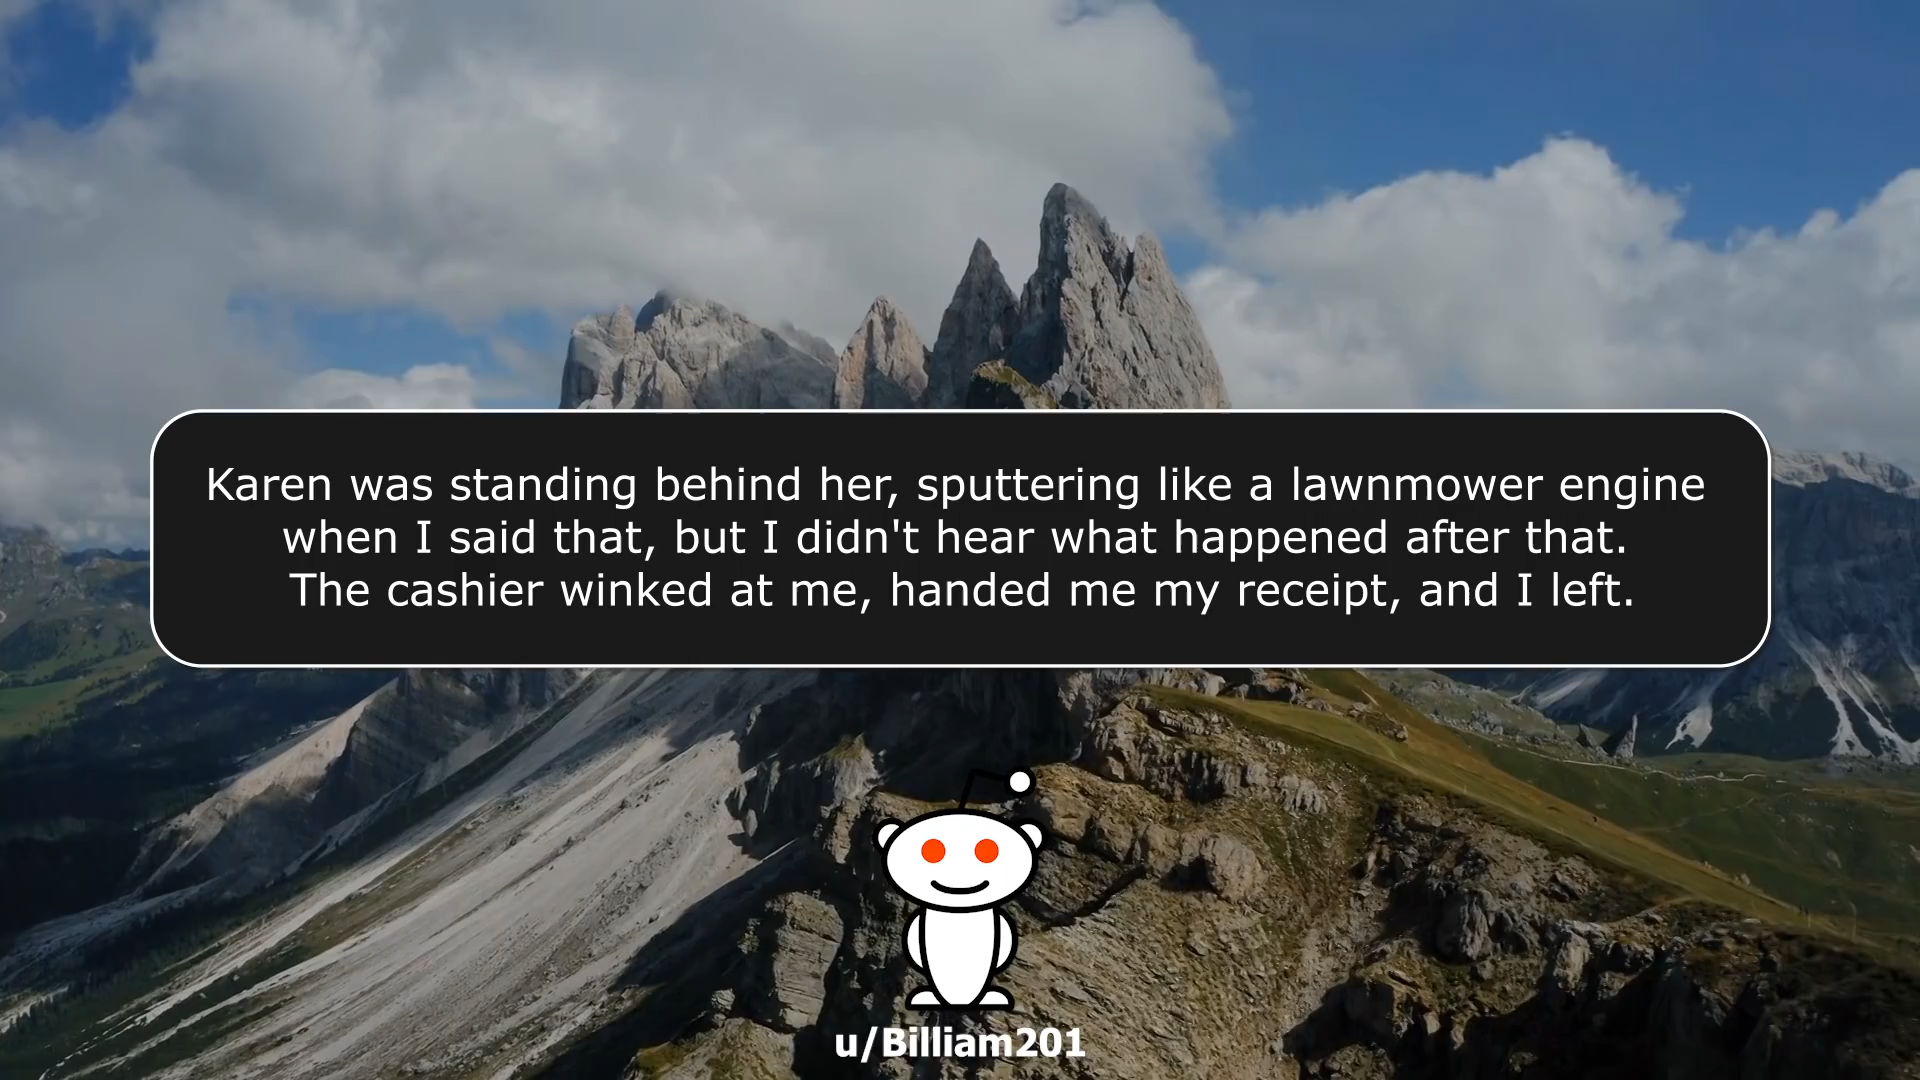 Karen was standing behind her, sputtering like a lawnmower engine
when I said that, but I didn't hear what happened after that.
The cashier winked at me, handed me my receipt, and I left.
u/Billiam201